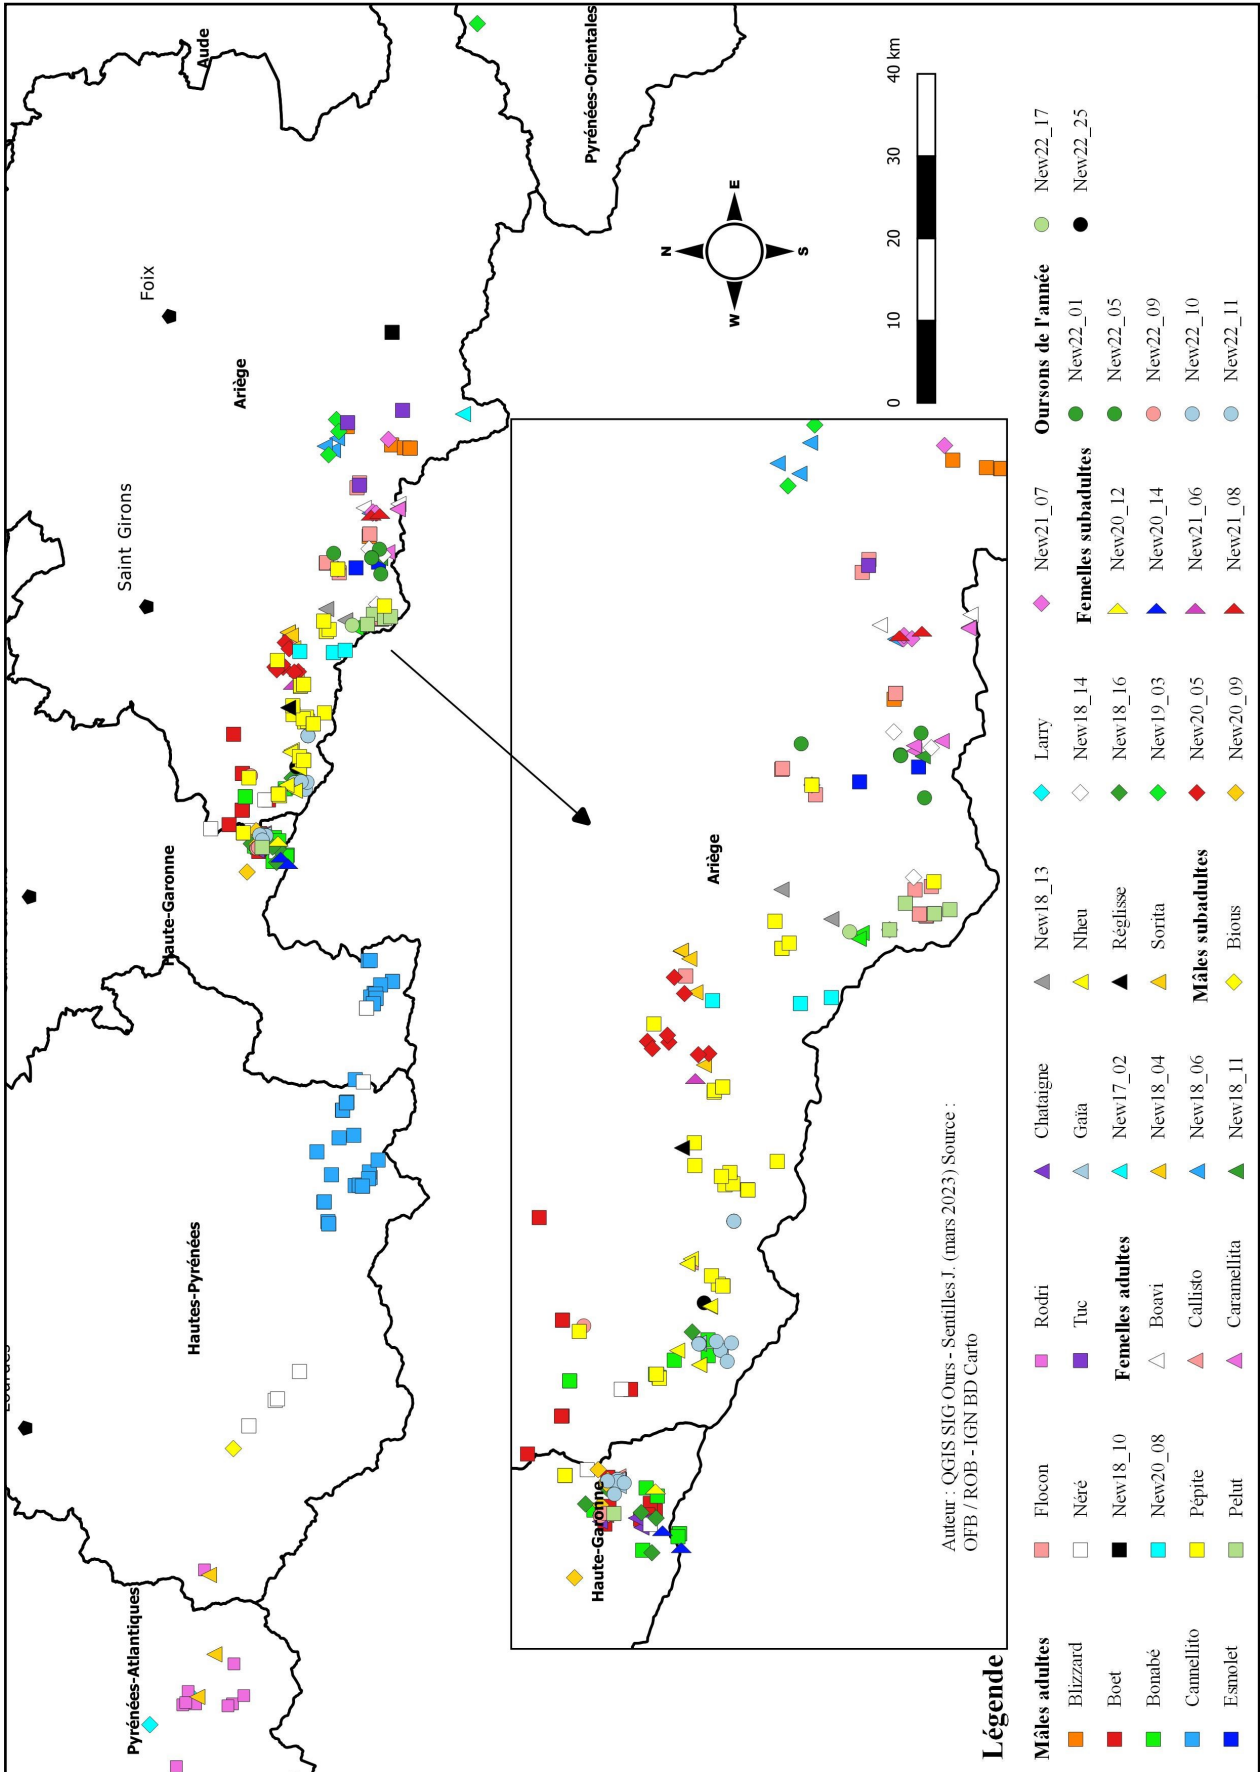 Pyrénées-Atlantiques
Hautes-Pyrénées
Haute-Garonne
Saint Girons
Ariège
Foix
Aude
Pyrénées-Orientales
N
W
E
S
0
10
20
30
40 km
Haute-Garonne
Ariège
Auteur : QGIS SIG Ours - Sentilles J. (mars 2023) Source :
OFB / ROB - IGN BD Carto
Légende
Mâles adultes
Blizzard
Boet
Bonabé
Cannellito
Esmolet
Flocon
Néré
New18_10
New20_08
Pépite
Pelut
Rodri
Tuc
Femelles adultes
Boavi
Callisto
Caramellita
Chataigne
Gaïa
New17_02
New18_04
New18_06
New18_11
New18_13
Nheu
Réglisse
Sorita
Mâles subadultes
Bious
Larry
New18_14
New18_16
New19_03
New20_05
New20_09
New21_07
Femelles subadultes
New20_12
New20_14
New21_06
New21_08
Oursons de l'année
New22_01
New22_05
New22_09
New22_10
New22_11
New22_17
New22_25